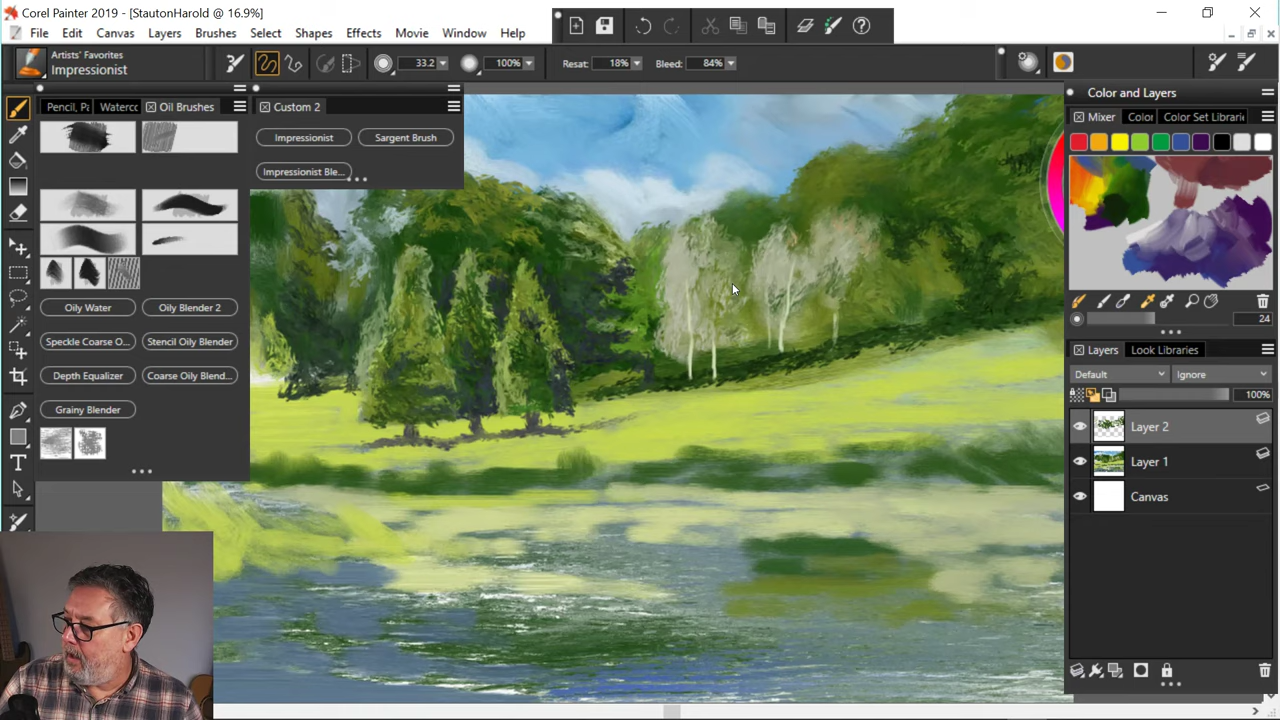 Corel Painter 2019 - [StautonHarold @ 16.9%]
File Edit Canvas Layers Brushes Select Shapes Effects Movie Window Help
Artists' Favorites
Impressionist
33.2 100% Resat: 18% Bleed: 84%
Pencil, Pa Waterco Oil Brushes
Custom 2
Impressionist Sargent Brush
Impressionist Ble...
Oily Water Oily Blender 2
Speckle Coarse O... Stencil Oily Blender
Depth Equalizer Coarse Oily Blend...
Grainy Blender
T
Color and Layers
Mixer Color Color Set Librari
24
Layers Look Libraries
Default Ignore
100%
Layer 2
Layer 1
Canvas